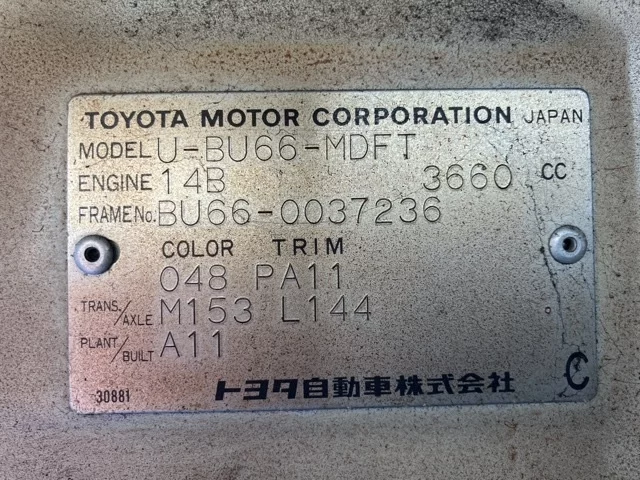 TOYOTA MOTOR CORPORATION JAPAN
MODEL U-BU66-MDFT
ENGINE 14B 3660 CC
FRAME No. BU66-0037236
COLOR TRIM
048 PA11
TRANS./AXLE M153 L144
PLANT/BUILT A11
30881 トヨタ自動車株式会社 C